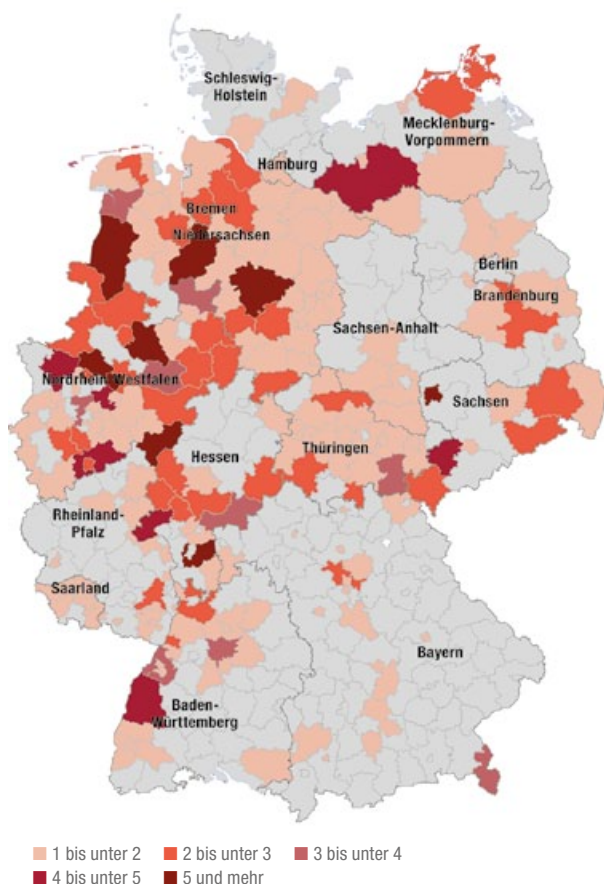 Schleswig-
Holstein
Mecklenburg-
Vorpommern
Hamburg
Bremen
Niedersachsen
Berlin
Brandenburg
Sachsen-Anhalt
Nordrhein-Westfalen
Sachsen
Thüringen
Hessen
Rheinland-
Pfalz
Saarland
Bayern
Baden-
Württemberg
1 bis unter 2 2 bis unter 3 3 bis unter 4
4 bis unter 5 5 und mehr